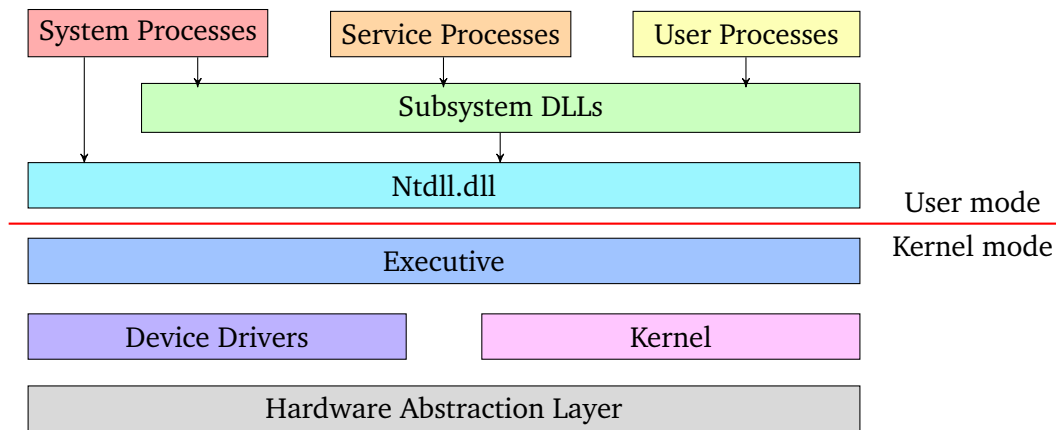 System Processes
Service Processes
User Processes
Subsystem DLLs
Ntdll.dll
User mode
Kernel mode
Executive
Device Drivers
Kernel
Hardware Abstraction Layer